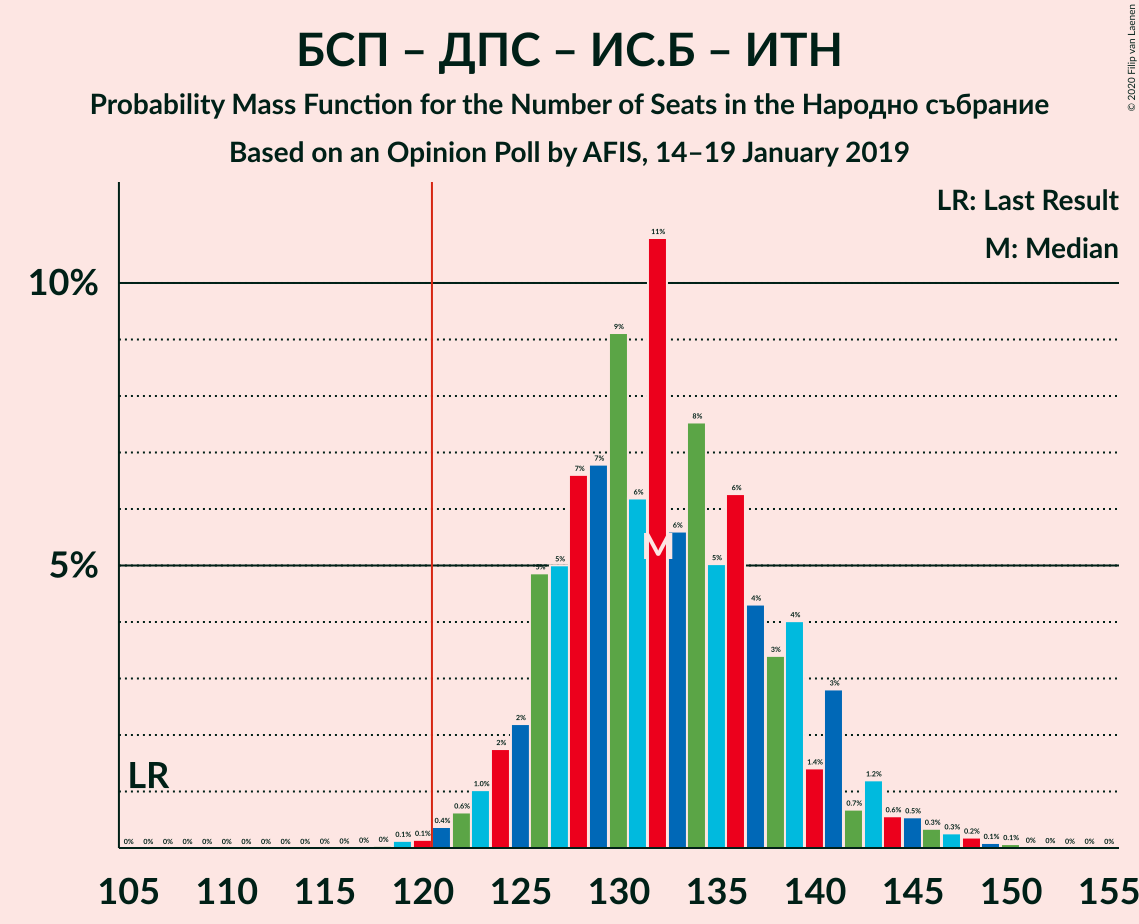 БСП – ДПС – ИС.Б – ИТН
Probability Mass Function for the Number of Seats in the Народно събрание
Based on an Opinion Poll by AFIS, 14–19 January 2019
© 2020 Filip van Laenen
LR: Last Result
M: Median
10%
5%
LR
M
0% 0% 0% 0% 0% 0% 0% 0% 0% 0% 0% 0% 0% 0% 0.1% 0.1% 0.4% 0.6% 1.0% 2% 2% 5% 5% 7% 7% 9% 6% 11% 6% 8% 5% 6% 4% 3% 4% 1.4% 3% 0.7% 1.2% 0.6% 0.5% 0.3% 0.3% 0.2% 0.1% 0.1% 0% 0% 0% 0% 0%
105 110 115 120 125 130 135 140 145 150 155